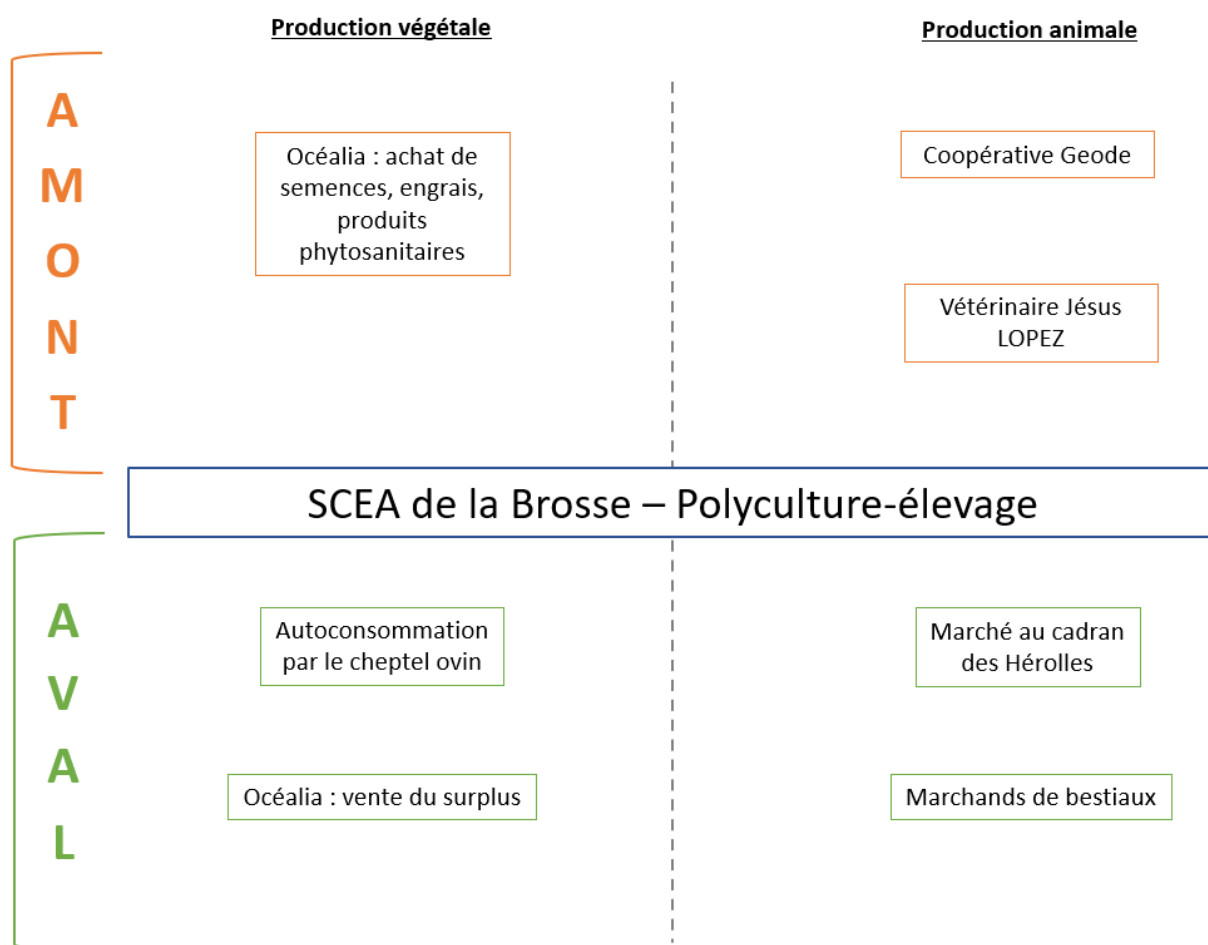 Production végétale
Production animale
AMONT
Océalia : achat de
semences, engrais,
produits
phytosanitaires
Coopérative Geode
Vétérinaire Jésus
LOPEZ
SCEA de la Brosse – Polyculture-élevage
AVAL
Autoconsommation
par le cheptel ovin
Marché au cadran
des Hérolles
Océalia : vente du surplus
Marchands de bestiaux